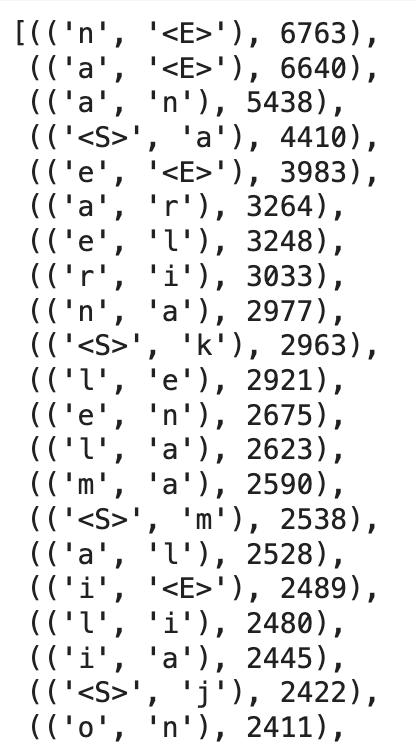 [(('n', '<E>'), 6763),
(('a', '<E>'), 6640),
(('a', 'n'), 5438),
(('<S>', 'a'), 4410),
(('e', '<E>'), 3983),
(('a', 'r'), 3264),
(('e', 'l'), 3248),
(('r', 'i'), 3033),
(('n', 'a'), 2977),
(('<S>', 'k'), 2963),
(('l', 'e'), 2921),
(('e', 'n'), 2675),
(('l', 'a'), 2623),
(('m', 'a'), 2590),
(('<S>', 'm'), 2538),
(('a', 'l'), 2528),
(('i', '<E>'), 2489),
(('l', 'i'), 2480),
(('i', 'a'), 2445),
(('<S>', 'j'), 2422),
(('o', 'n'), 2411),